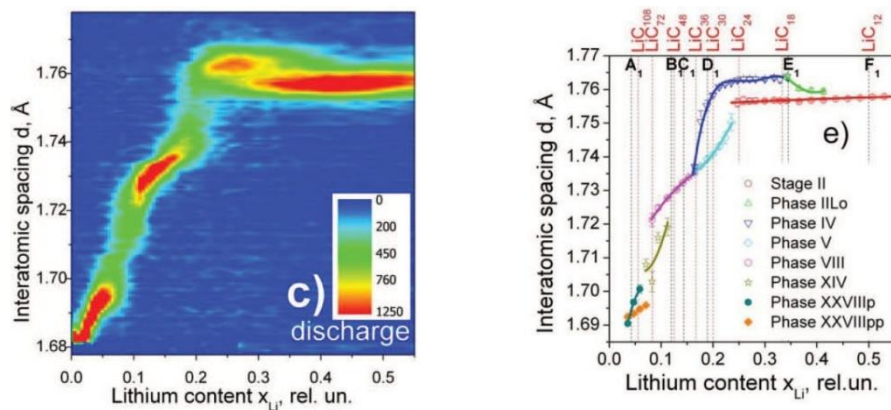 Interatomic spacing d, Å
1.76
1.74
1.72
1.70
1.68
0
200
460
760
1250
c)
discharge
0.0 0.1 0.2 0.3 0.4 0.5
Lithium content x_Li, rel. un.
LiC108 LiC72 LiC48 LiC36 LiC30 LiC24 LiC18 LiC12
A1 B1 C1 D1 E1 F1
Interatomic spacing d, Å
1.77
1.76
1.75
1.74
1.73
1.72
1.71
1.70
1.69
e)
Stage II
Phase IILo
Phase IV
Phase V
Phase VIII
Phase XIV
Phase XXVIIIp
Phase XXVIIIpp
0.0 0.1 0.2 0.3 0.4 0.5
Lithium content x_Li, rel.un.